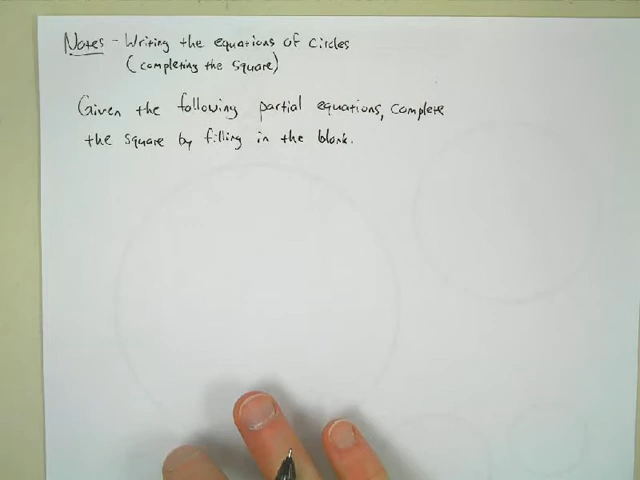 Notes - Writing the equations of circles
(completing the square)
Given the following partial equations, complete
the square by filling in the blank.